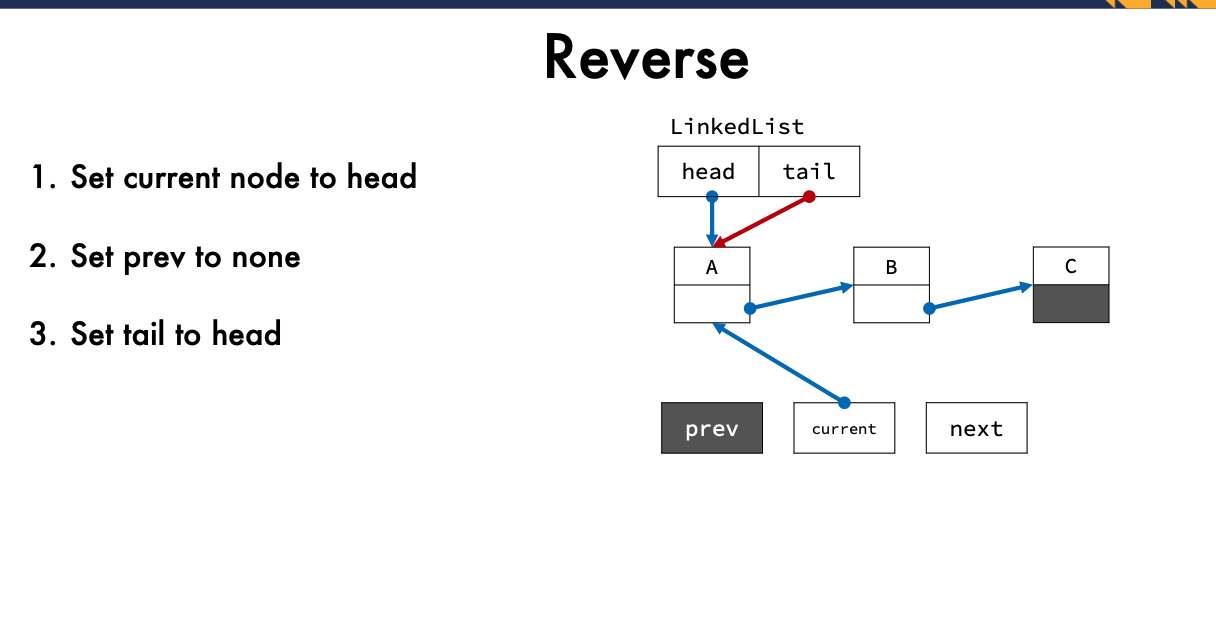 Reverse
1. Set current node to head
2. Set prev to none
3. Set tail to head
LinkedList
head tail
A B C
prev current next